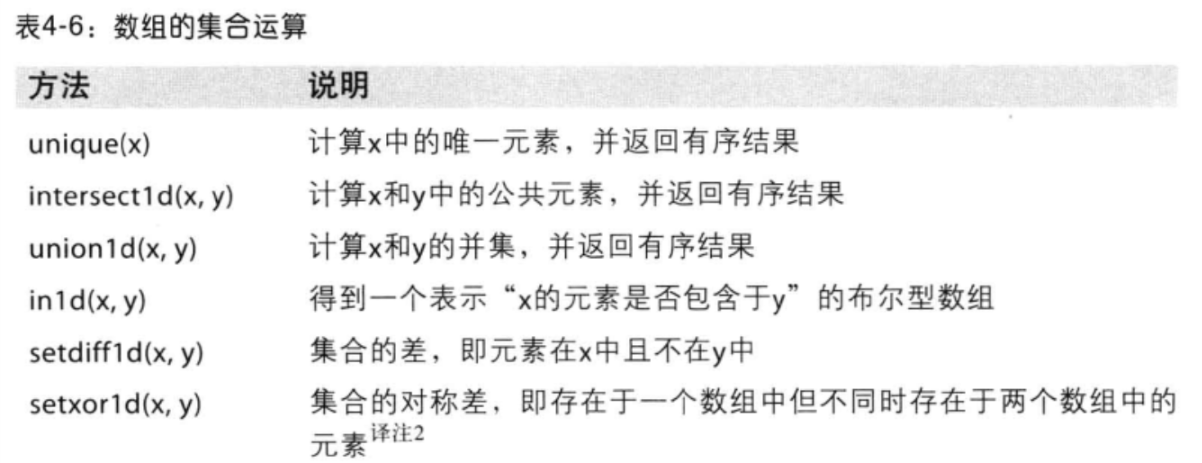 表4-6：数组的集合运算
方法 说明
unique(x) 计算x中的唯一元素，并返回有序结果
intersect1d(x, y) 计算x和y中的公共元素，并返回有序结果
union1d(x, y) 计算x和y的并集，并返回有序结果
in1d(x, y) 得到一个表示“x的元素是否包含于y”的布尔型数组
setdiff1d(x, y) 集合的差，即元素在x中且不在y中
setxor1d(x, y) 集合的对称差，即存在于一个数组中但不同时存在于两个数组中的
元素译注2